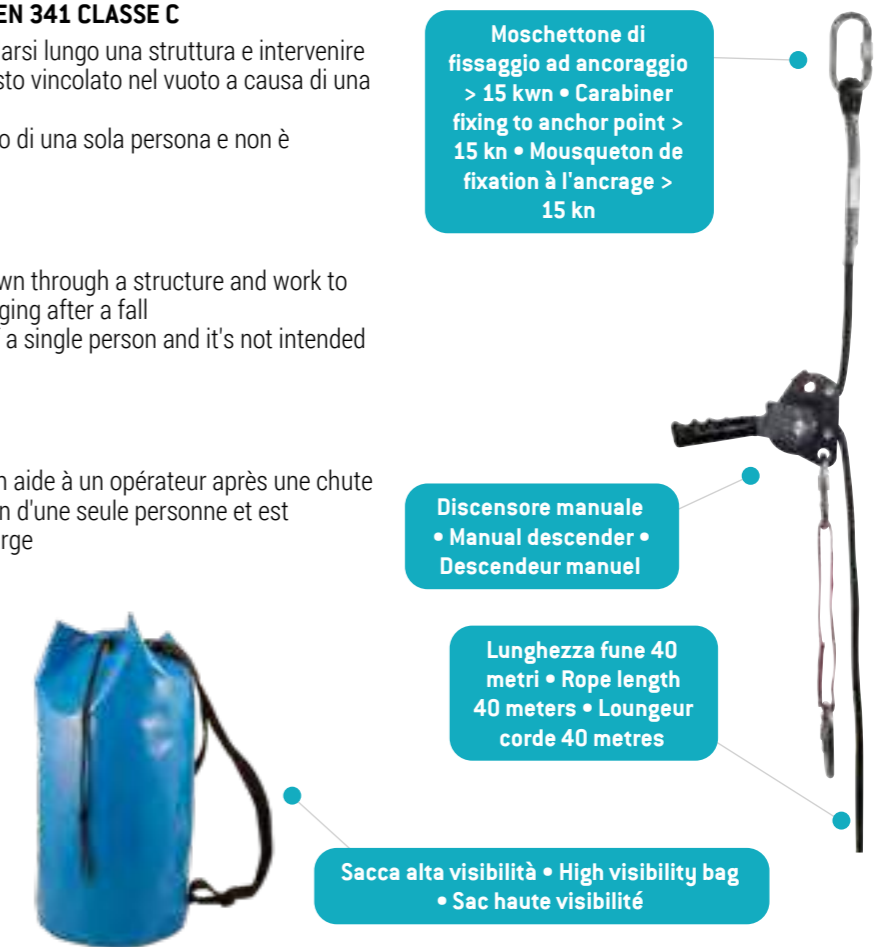 EN 341 CLASSE C
arsi lungo una struttura e intervenire
sto vincolato nel vuoto a causa di una
o di una sola persona e non è
wn through a structure and work to
ging after a fall
a single person and it's not intended
n aide à un opérateur après une chute
n d'une seule personne et est
rge
Moschettone di
fissaggio ad ancoraggio
> 15 kwn • Carabiner
fixing to anchor point >
15 kn • Mousqueton de
fixation à l'ancrage >
15 kn
Discensore manuale
• Manual descender •
Descendeur manuel
Lunghezza fune 40
metri • Rope length
40 meters • Loungeur
corde 40 metres
Sacca alta visibilità • High visibility bag
• Sac haute visibilité